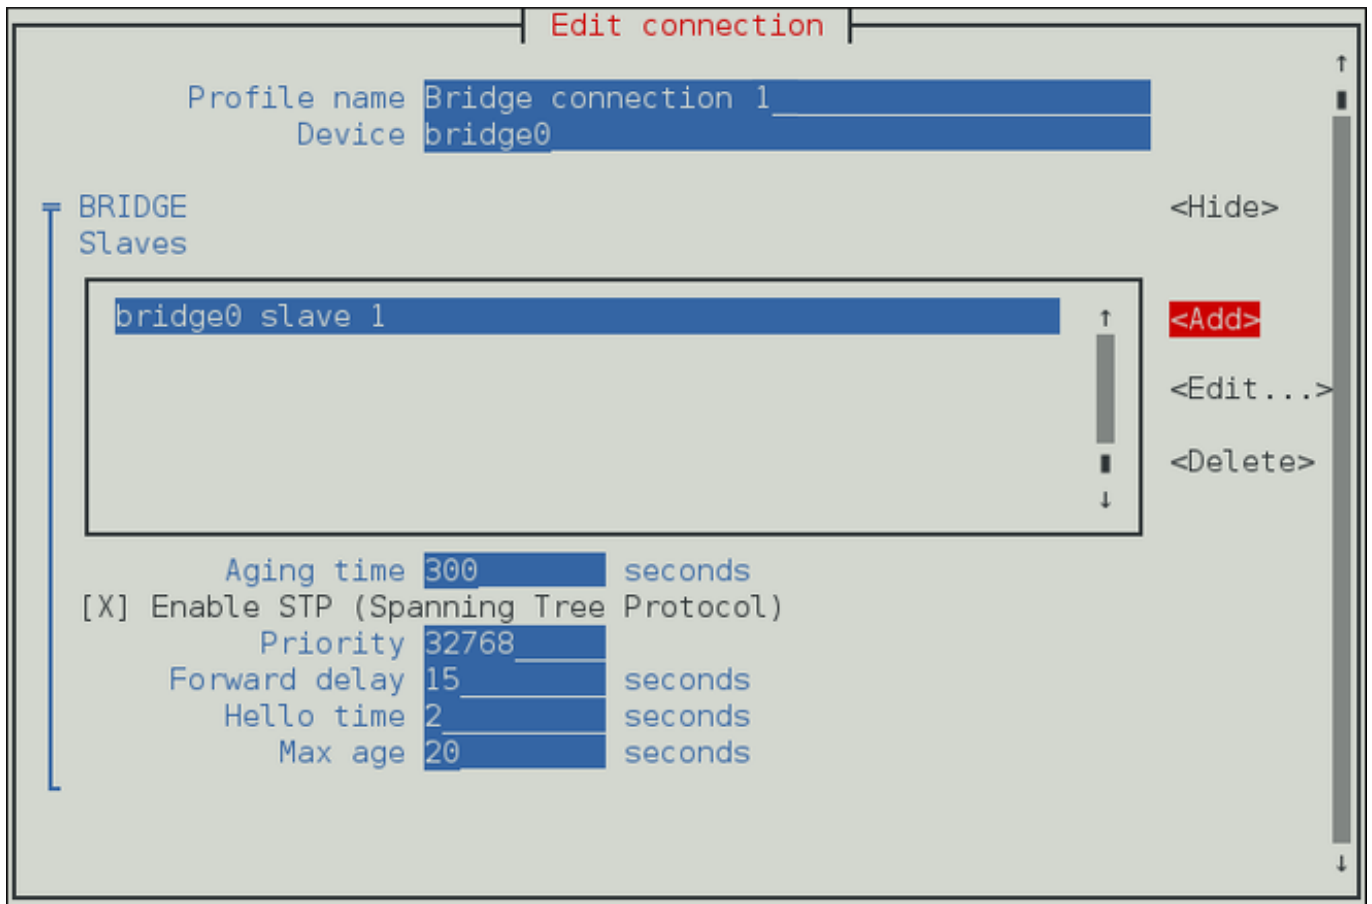 Edit connection
Profile name Bridge connection 1
Device bridge0
BRIDGE <Hide>
Slaves
bridge0 slave 1 <Add>
<Edit...>
<Delete>
Aging time 300 seconds
[X] Enable STP (Spanning Tree Protocol)
Priority 32768
Forward delay 15 seconds
Hello time 2 seconds
Max age 20 seconds